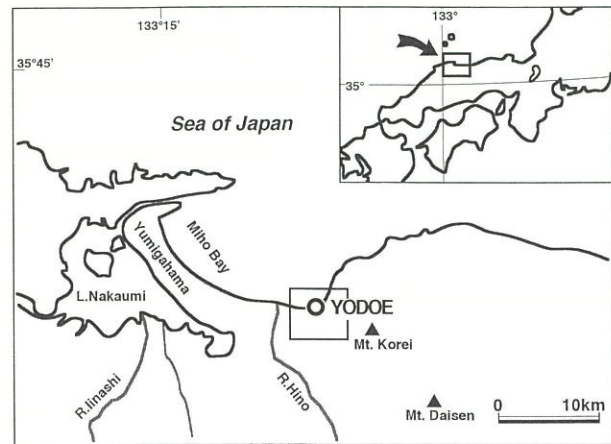 133°15'
35°45'
Sea of Japan
133°
35°
Miho Bay
Yumigahama
L.Nakaumi
YODOE
Mt. Korei
R.Iinashi
R.Hino
Mt. Daisen
0 10km